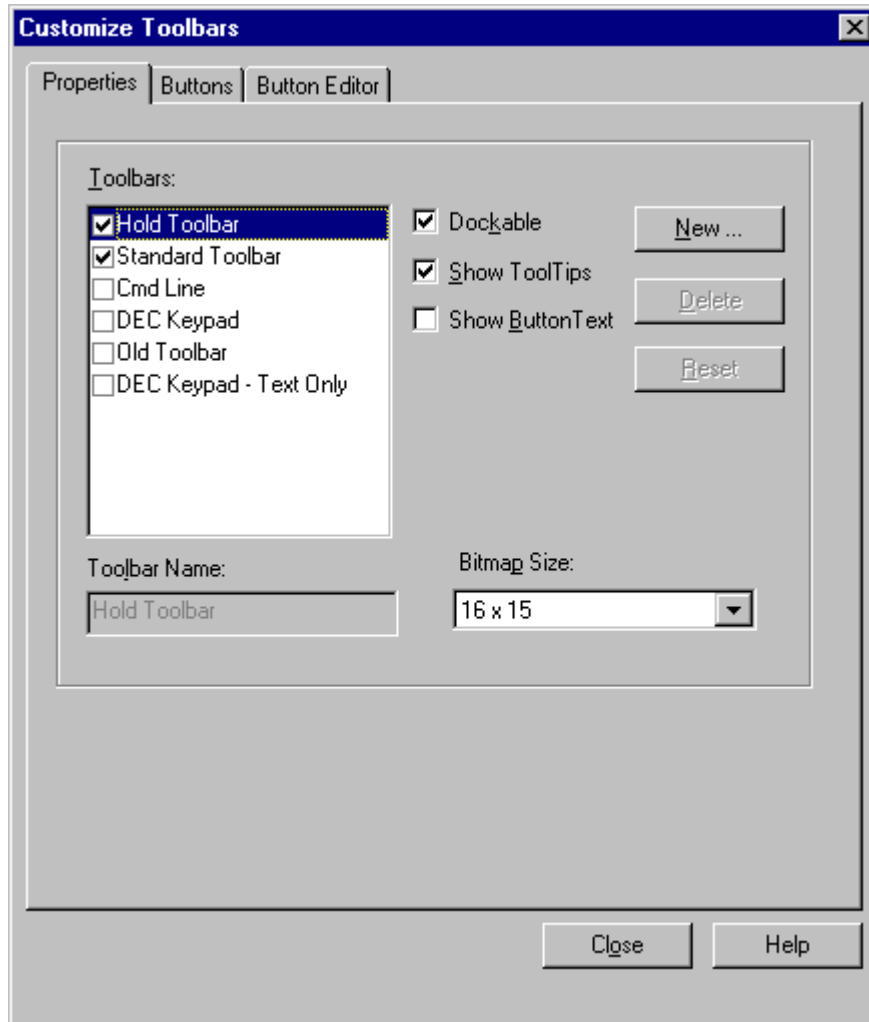 Customize Toolbars
Properties
Buttons
Button Editor
Toolbars:
Hold Toolbar
Standard Toolbar
Cmd Line
DEC Keypad
Old Toolbar
DEC Keypad - Text Only
Dockable
Show ToolTips
Show ButtonText
New ...
Delete
Reset
Toolbar Name:
Hold Toolbar
Bitmap Size:
16 x 15
Close
Help